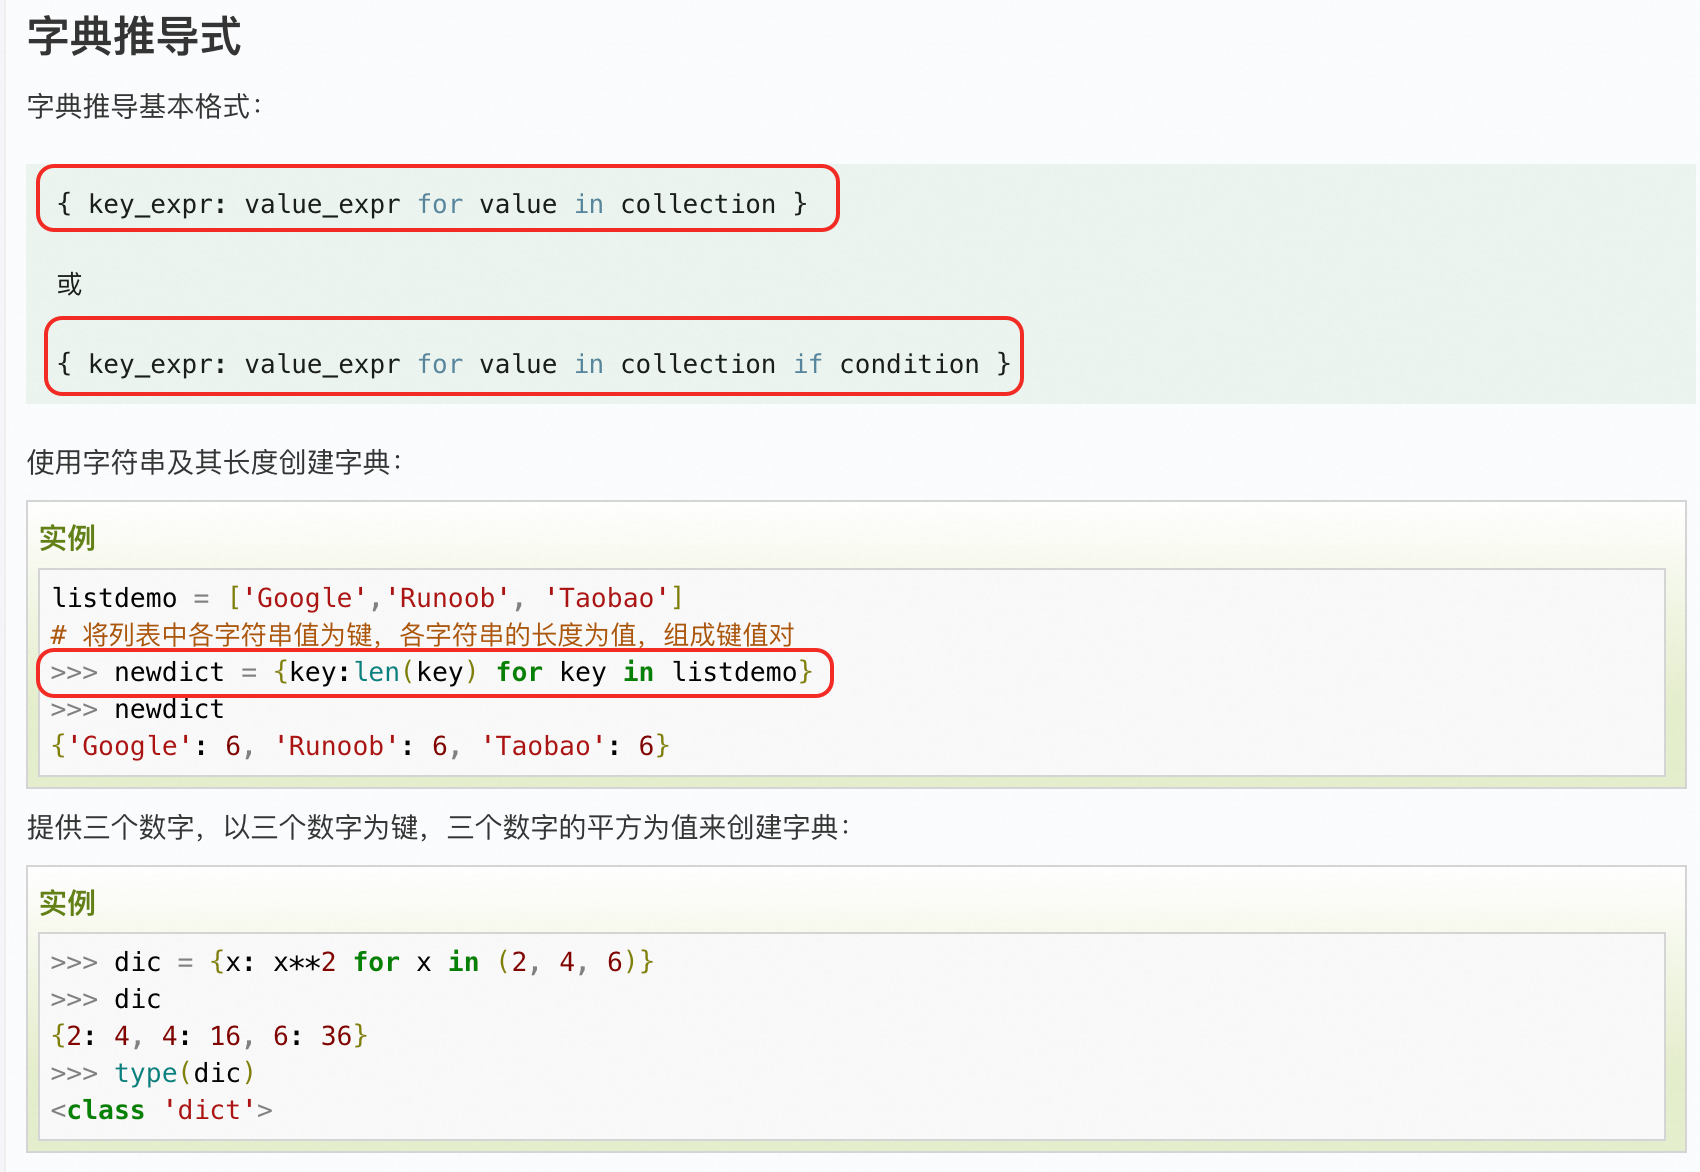 字典推导式
字典推导基本格式：
{ key_expr: value_expr for value in collection }
或
{ key_expr: value_expr for value in collection if condition }
使用字符串及其长度创建字典：
实例
listdemo = ['Google','Runoob', 'Taobao']
# 将列表中各字符串值为键，各字符串的长度为值，组成键值对
>>> newdict = {key:len(key) for key in listdemo}
>>> newdict
{'Google': 6, 'Runoob': 6, 'Taobao': 6}
提供三个数字，以三个数字为键，三个数字的平方为值来创建字典：
实例
>>> dic = {x: x**2 for x in (2, 4, 6)}
>>> dic
{2: 4, 4: 16, 6: 36}
>>> type(dic)
<class 'dict'>